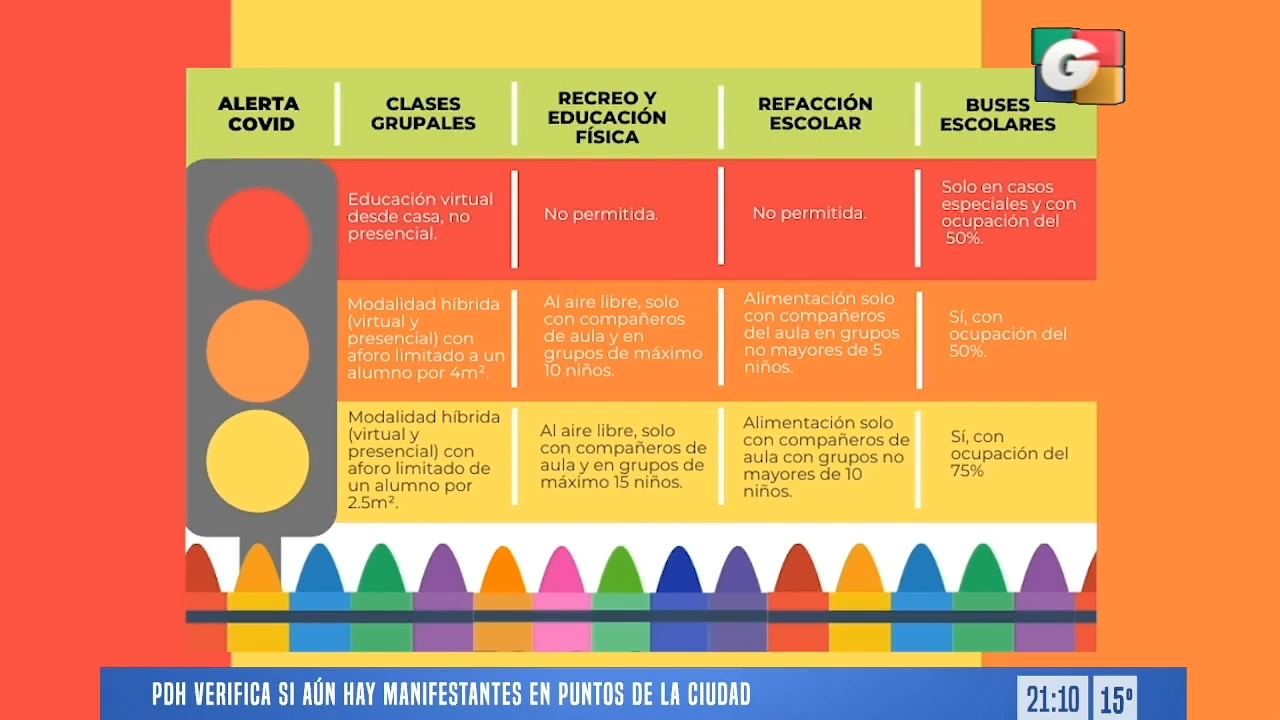 G
ALERTA
COVID
CLASES
GRUPALES
RECREO Y
EDUCACIÓN
FÍSICA
REFACCIÓN
ESCOLAR
BUSES
ESCOLARES
Educación virtual
desde casa, no
presencial.
No permitida.
No permitida.
Solo en casos
especiales y con
ocupación del
50%.
Modalidad híbrida
(virtual y
presencial) con
aforo limitado a un
alumno por 4m².
Al aire libre, solo
con compañeros
de aula y en
grupos de máximo
10 niños.
Alimentación solo
con compañeros
del aula en grupos
no mayores de 5
niños.
Sí, con
ocupación del
50%.
Modalidad híbrida
(virtual y
presencial) con
aforo limitado de
un alumno por
2.5m².
Al aire libre, solo
con compañeros de
aula y en grupos de
máximo 15 niños.
Alimentación solo
con compañeros de
aula con grupos no
mayores de 10
niños.
Sí, con
ocupación del
75%
PDH VERIFICA SI AÚN HAY MANIFESTANTES EN PUNTOS DE LA CIUDAD
21:10 15º